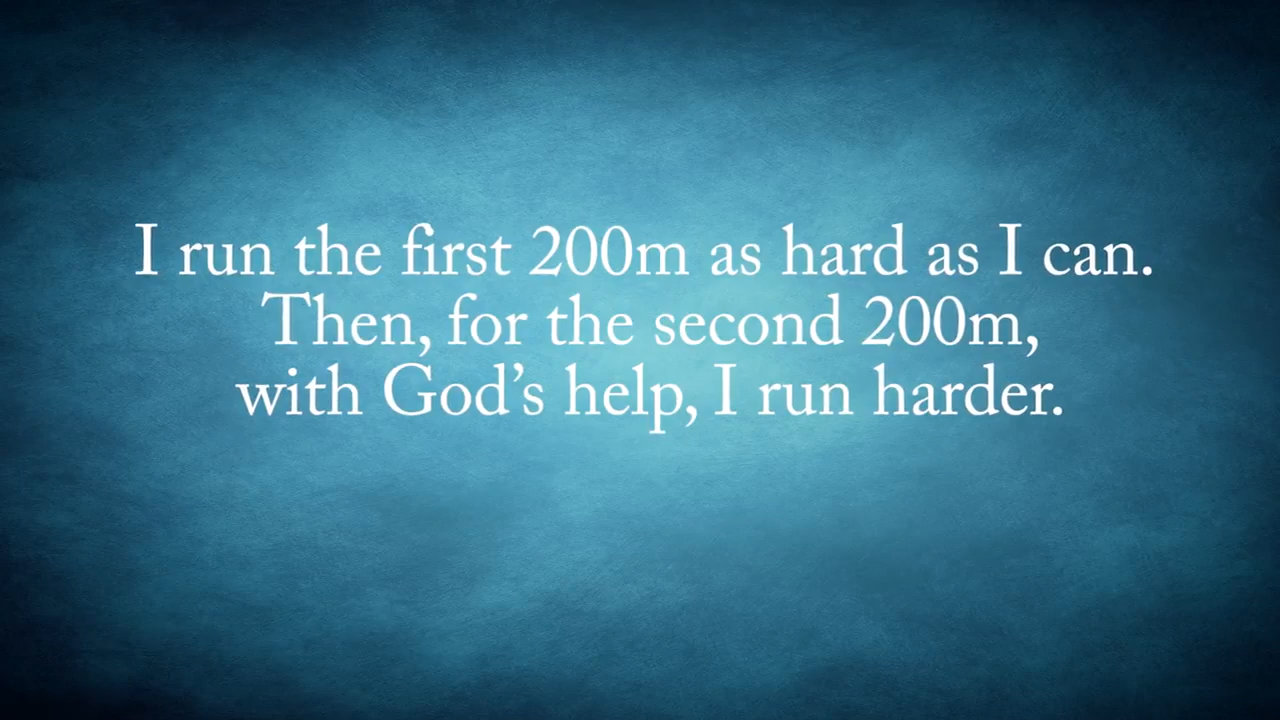 I run the first 200m as hard as I can.
Then, for the second 200m,
with God’s help, I run harder.